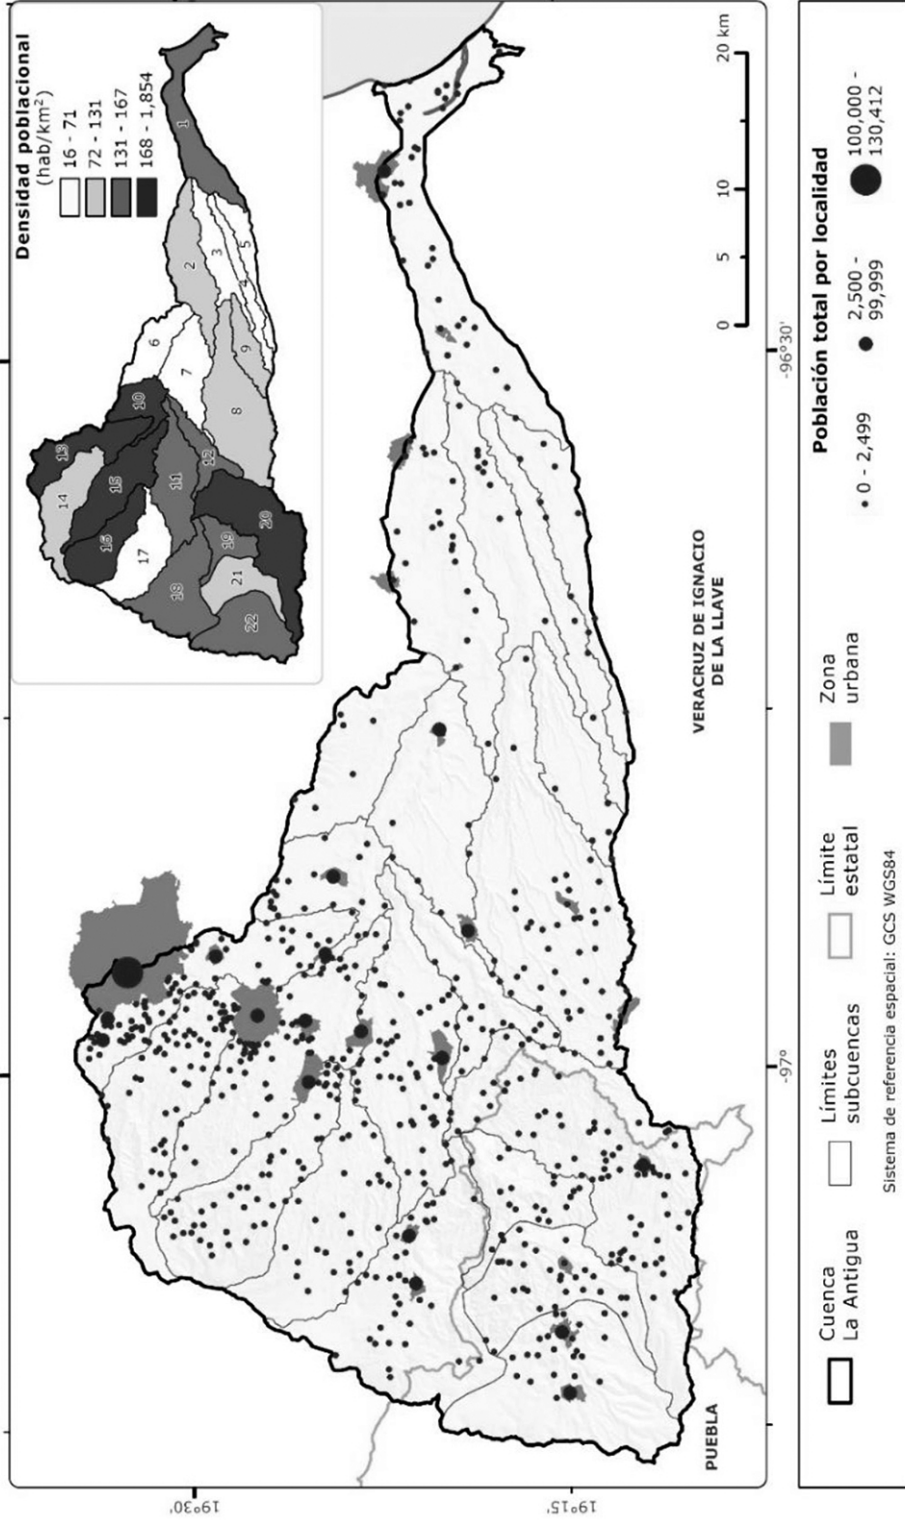 Densidad poblacional
(hab/km²)
16 - 71
72 - 131
131 - 167
168 - 1,854
1
2
3
4
5
6
7
8
9
10
11
12
13
14
15
16
17
18
19
20
21
22
19°30'
19°15'
-97°
-96°30'
PUEBLA
VERACRUZ DE IGNACIO
DE LA LLAVE
0 5 10 20 km
Cuenca
La Antigua
Límites
subcuencas
Límite
estatal
Zona
urbana
Población total por localidad
0 - 2,499
2,500 -
99,999
100,000 -
130,412
Sistema de referencia espacial: GCS WGS84